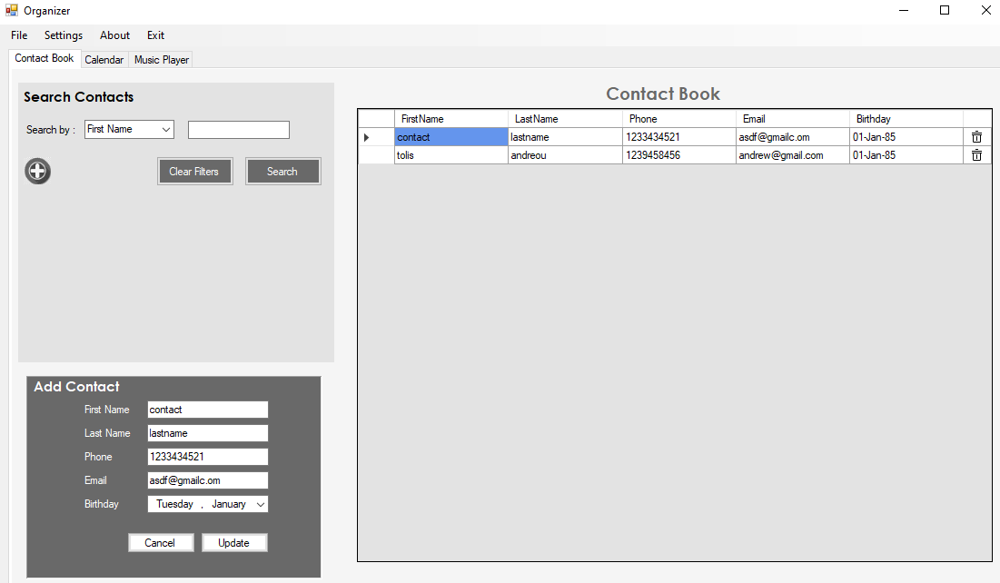 Organizer
File Settings About Exit
Contact Book Calendar Music Player
Search Contacts
Search by : First Name
Clear Filters Search
Add Contact
First Name contact
Last Name lastname
Phone 1233434521
Email asdf@gmailc.om
Birthday Tuesday , January
Cancel Update
Contact Book
FirstName LastName Phone Email Birthday
contact lastname 1233434521 asdf@gmailc.om 01-Jan-85
tolis andreou 1239458456 andrew@gmail.com 01-Jan-85